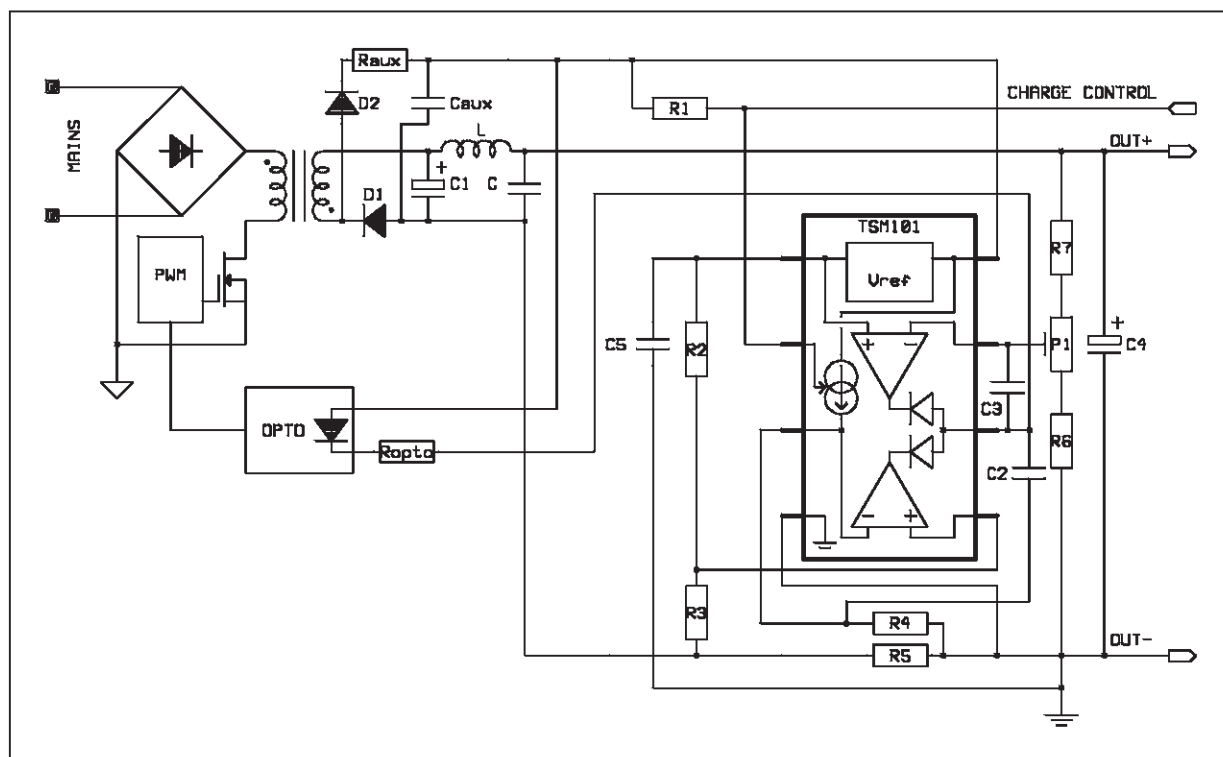 Raux
D2
Caux
R1
CHARGE CONTROL
MAINS
L
OUT+
+
C1
C
D1
TSM101
PWM
Vref
R7
C5
R2
+
-
P1
+
C4
C3
OPTO
Ropto
R6
C2
-
+
R3
R4
R5
OUT-